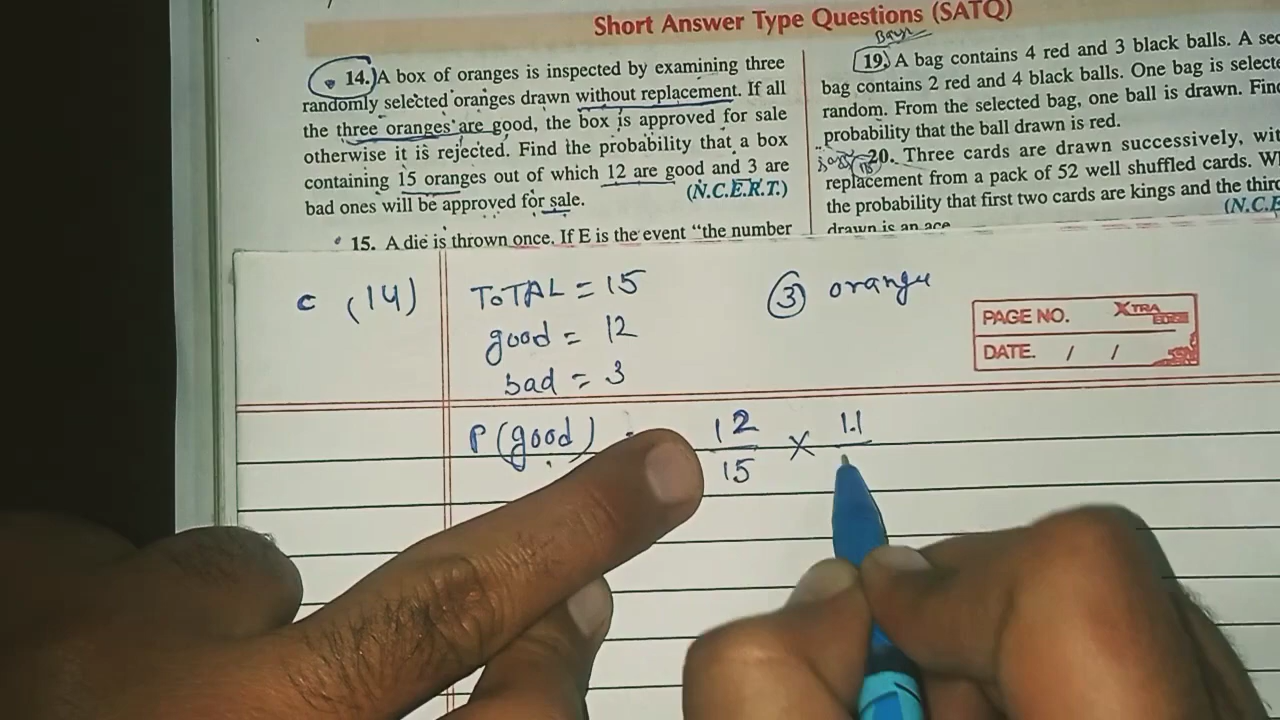 Short Answer Type Questions (SATQ)
14. A box of oranges is inspected by examining three
randomly selected oranges drawn without replacement. If all
the three oranges are good, the box is approved for sale
otherwise it is rejected. Find the probability that a box
containing 15 oranges out of which 12 are good and 3 are
bad ones will be approved for sale. (N.C.E.R.T.)
15. A die is thrown once. If E is the event “the number
19. A bag contains 4 red and 3 black balls. A sec
bag contains 2 red and 4 black balls. One bag is selecte
random. From the selected bag, one ball is drawn. Find
probability that the ball drawn is red.
20. Three cards are drawn successively, wit
replacement from a pack of 52 well shuffled cards. Wh
the probability that first two cards are kings and the third
drawn is an ace (N.C.E
c (14) TOTAL = 15 3 orange
good = 12
bad = 3
PAGE NO. XTRA
DATE. / /
P(good) 12/15 × 11